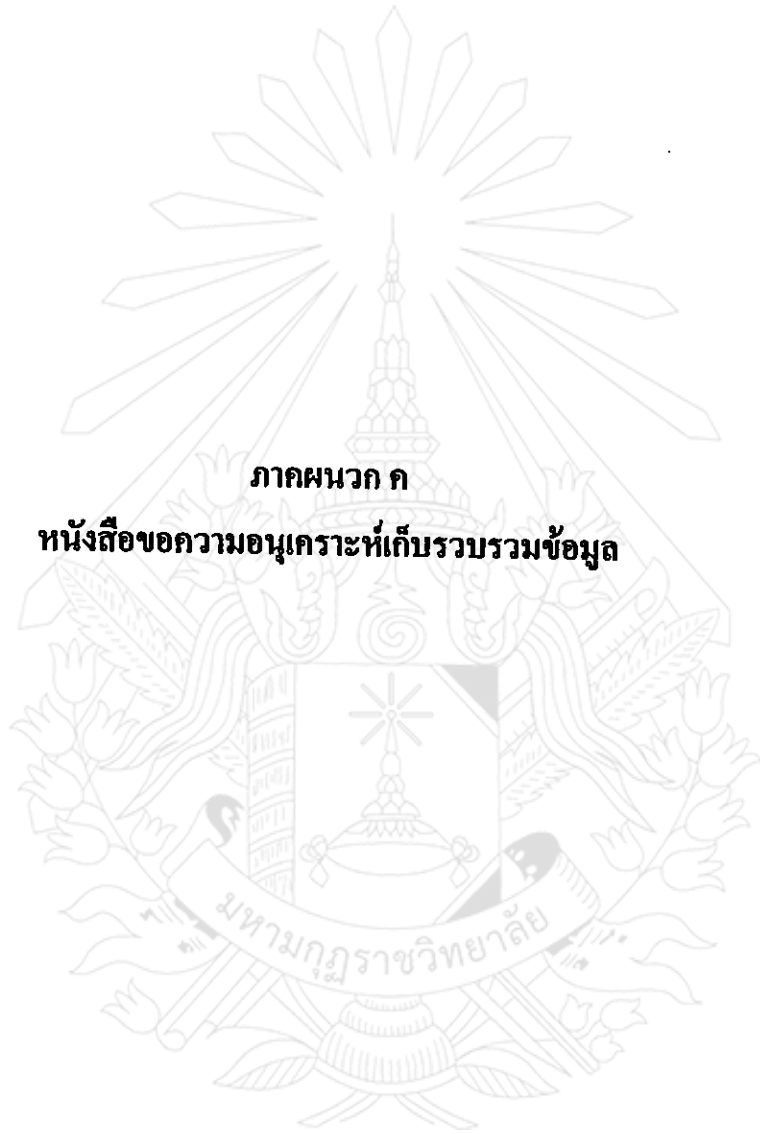 ภาคผนวก ค
หนังสือขอความอนุเคราะห์เก็บรวบรวมข้อมูล
มหามกุฏราชวิทยาลัย